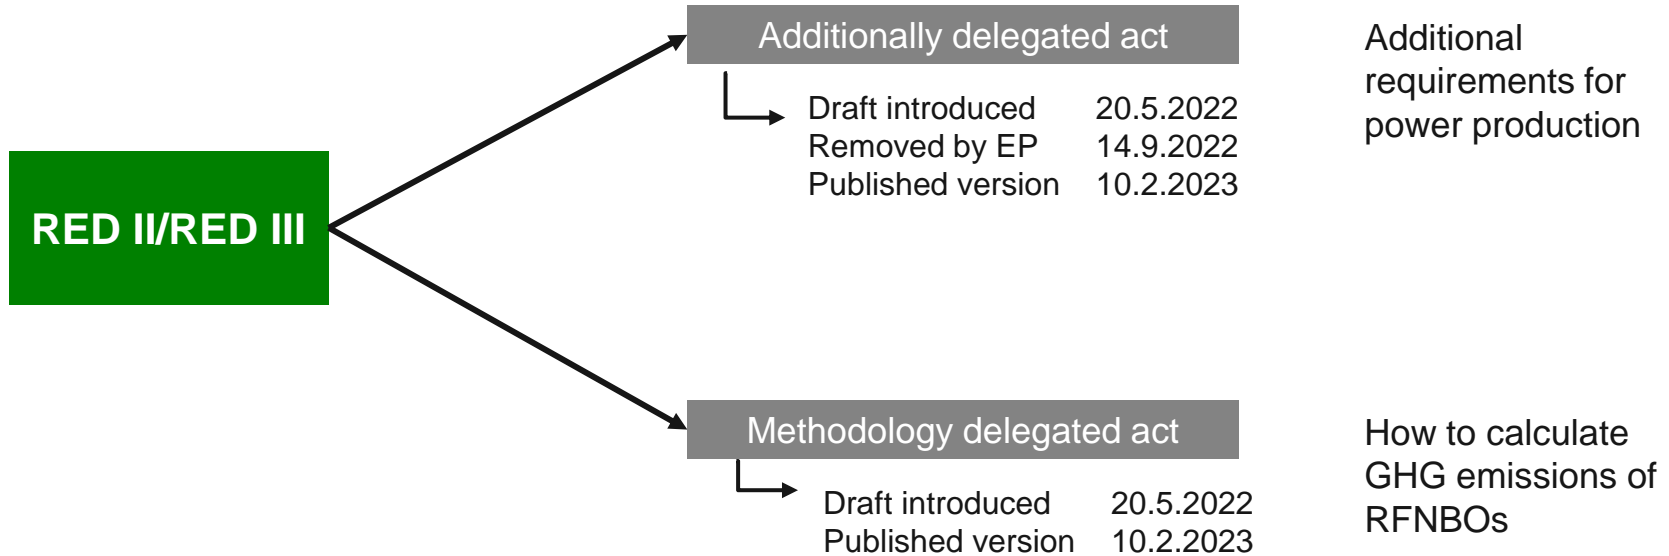 Additionally delegated act
Additional
requirements for
power production
Draft introduced 20.5.2022
Removed by EP 14.9.2022
Published version 10.2.2023
RED II/RED III
Methodology delegated act
How to calculate
GHG emissions of
RFNBOs
Draft introduced 20.5.2022
Published version 10.2.2023